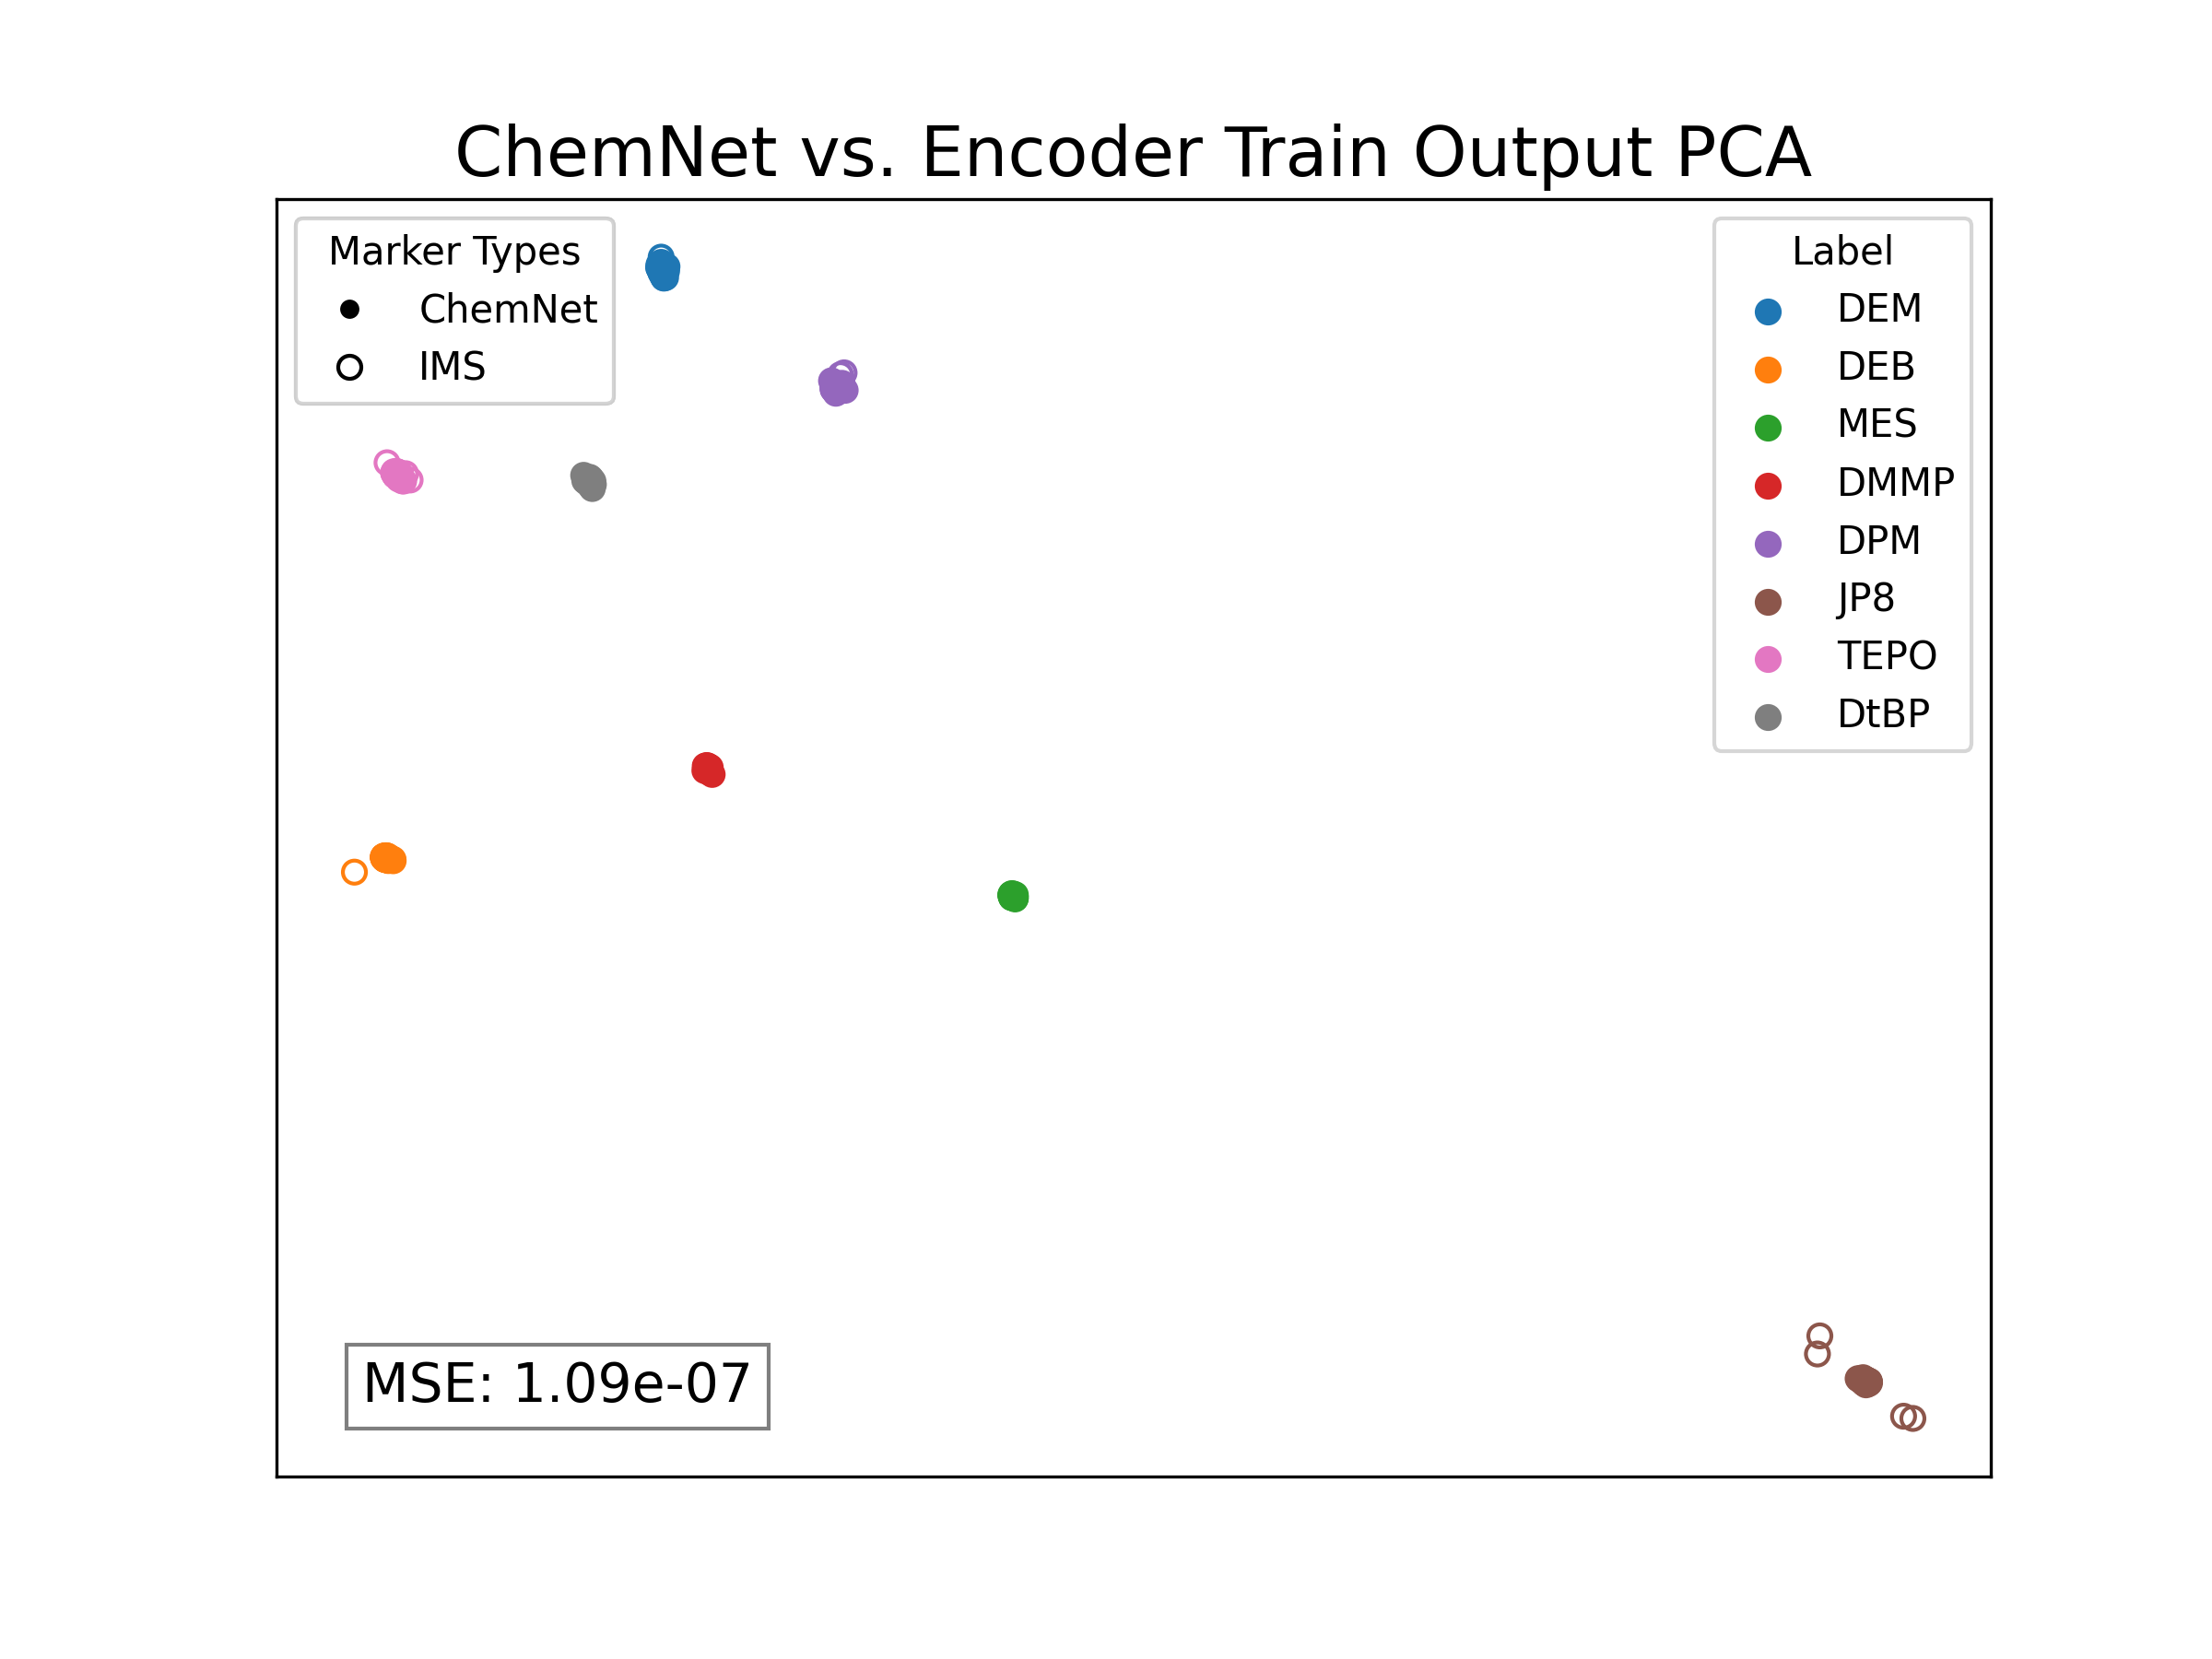 ChemNet vs. Encoder Train Output PCA
Marker Types
ChemNet
IMS
Label
DEM
DEB
MES
DMMP
DPM
JP8
TEPO
DtBP
MSE: 1.09e-07